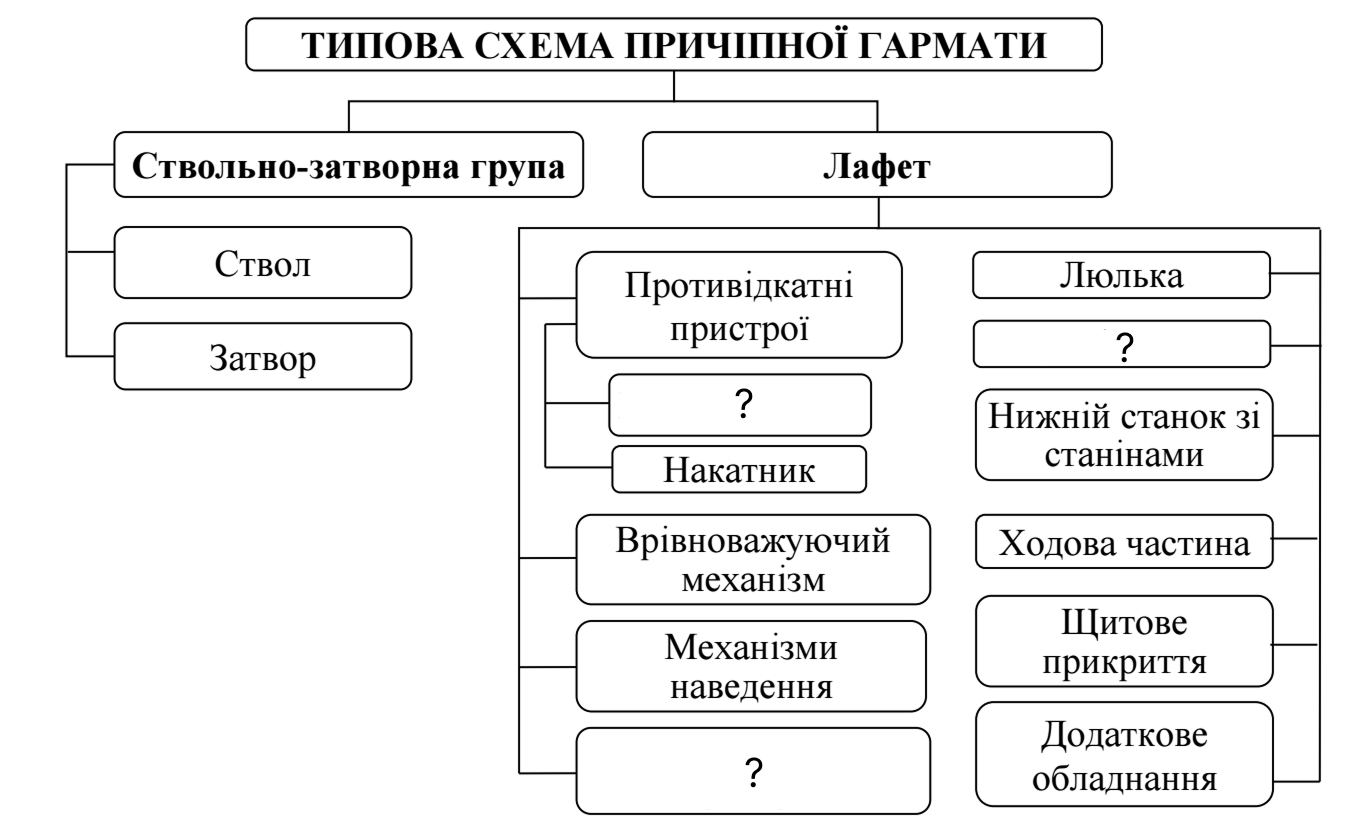 ТИПОВА СХЕМА ПРИЧІПНОЇ ГАРМАТИ
Ствольно-затворна група
Ствол
Затвор
Лафет
Противідкатні
пристрої
?
Накатник
Врівноважуючий
механізм
Механізми
наведення
?
Люлька
?
Нижній станок зі
станінами
Ходова частина
Щитове
прикриття
Додаткове
обладнання